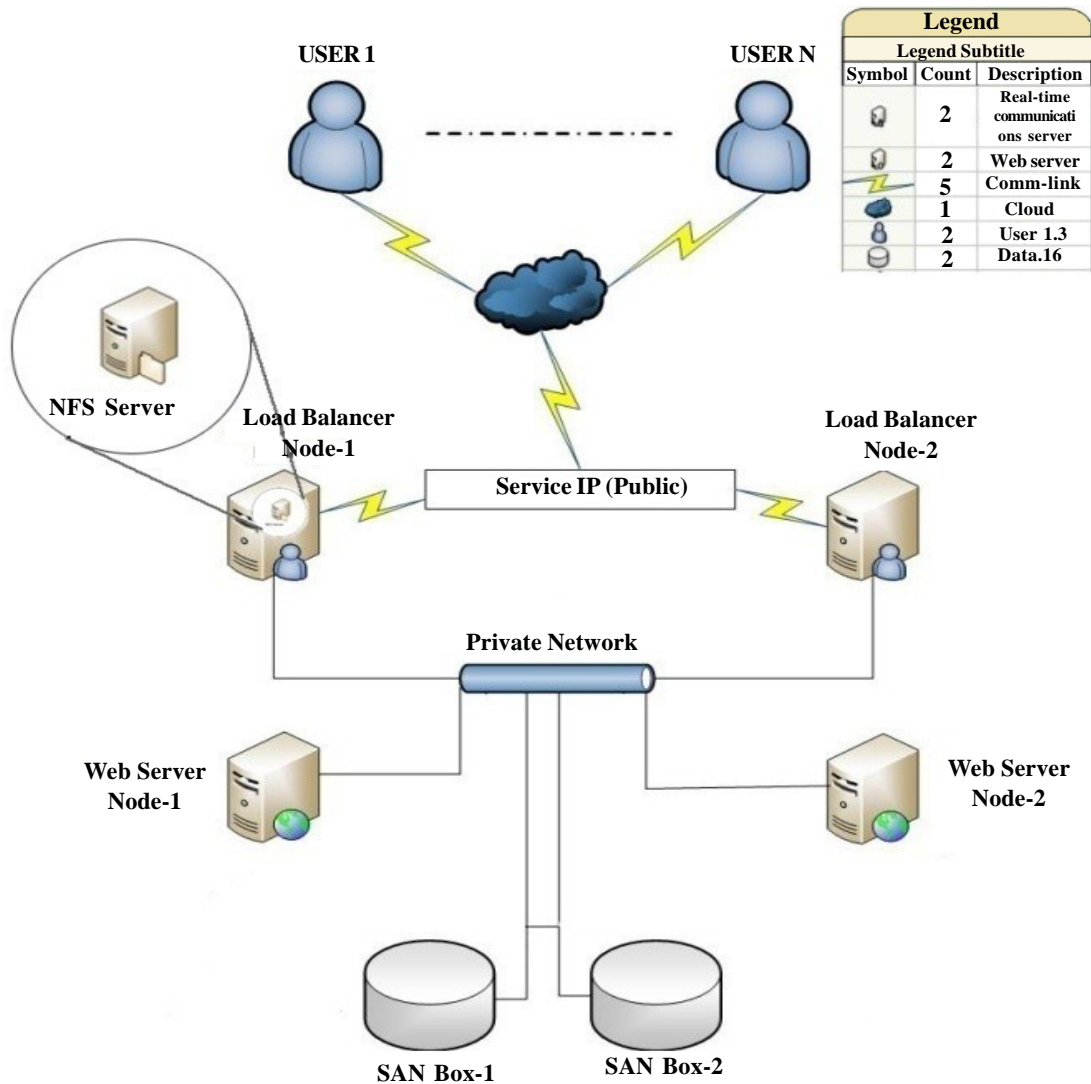 USER 1
USER N
Legend
Legend Subtitle
Symbol Count Description
2 Real-time
communicati
ons server
2 Web server
5 Comm-link
1 Cloud
2 User 1.3
2 Data.16
NFS Server
Load Balancer
Node-1
Load Balancer
Node-2
Service IP (Public)
Private Network
Web Server
Node-1
Web Server
Node-2
SAN Box-1
SAN Box-2